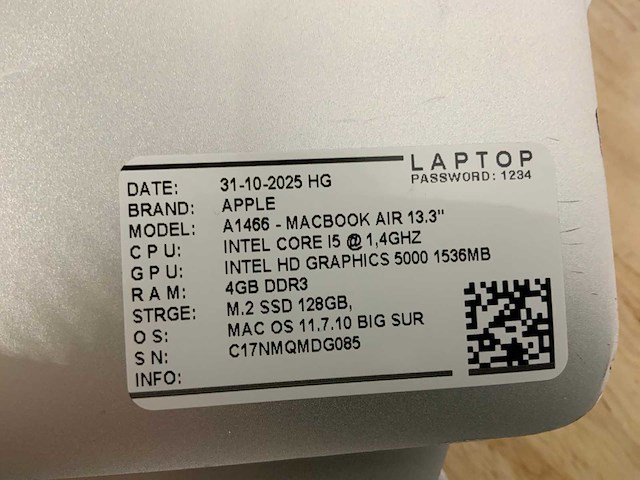 LAPTOP
PASSWORD: 1234
DATE: 31-10-2025 HG
BRAND: APPLE
MODEL: A1466 - MACBOOK AIR 13.3"
CPU: INTEL CORE I5 @ 1,4GHZ
GPU: INTEL HD GRAPHICS 5000 1536MB
RAM: 4GB DDR3
STRGE: M.2 SSD 128GB,
OS: MAC OS 11.7.10 BIG SUR
SN: C17NMQMDG085
INFO: